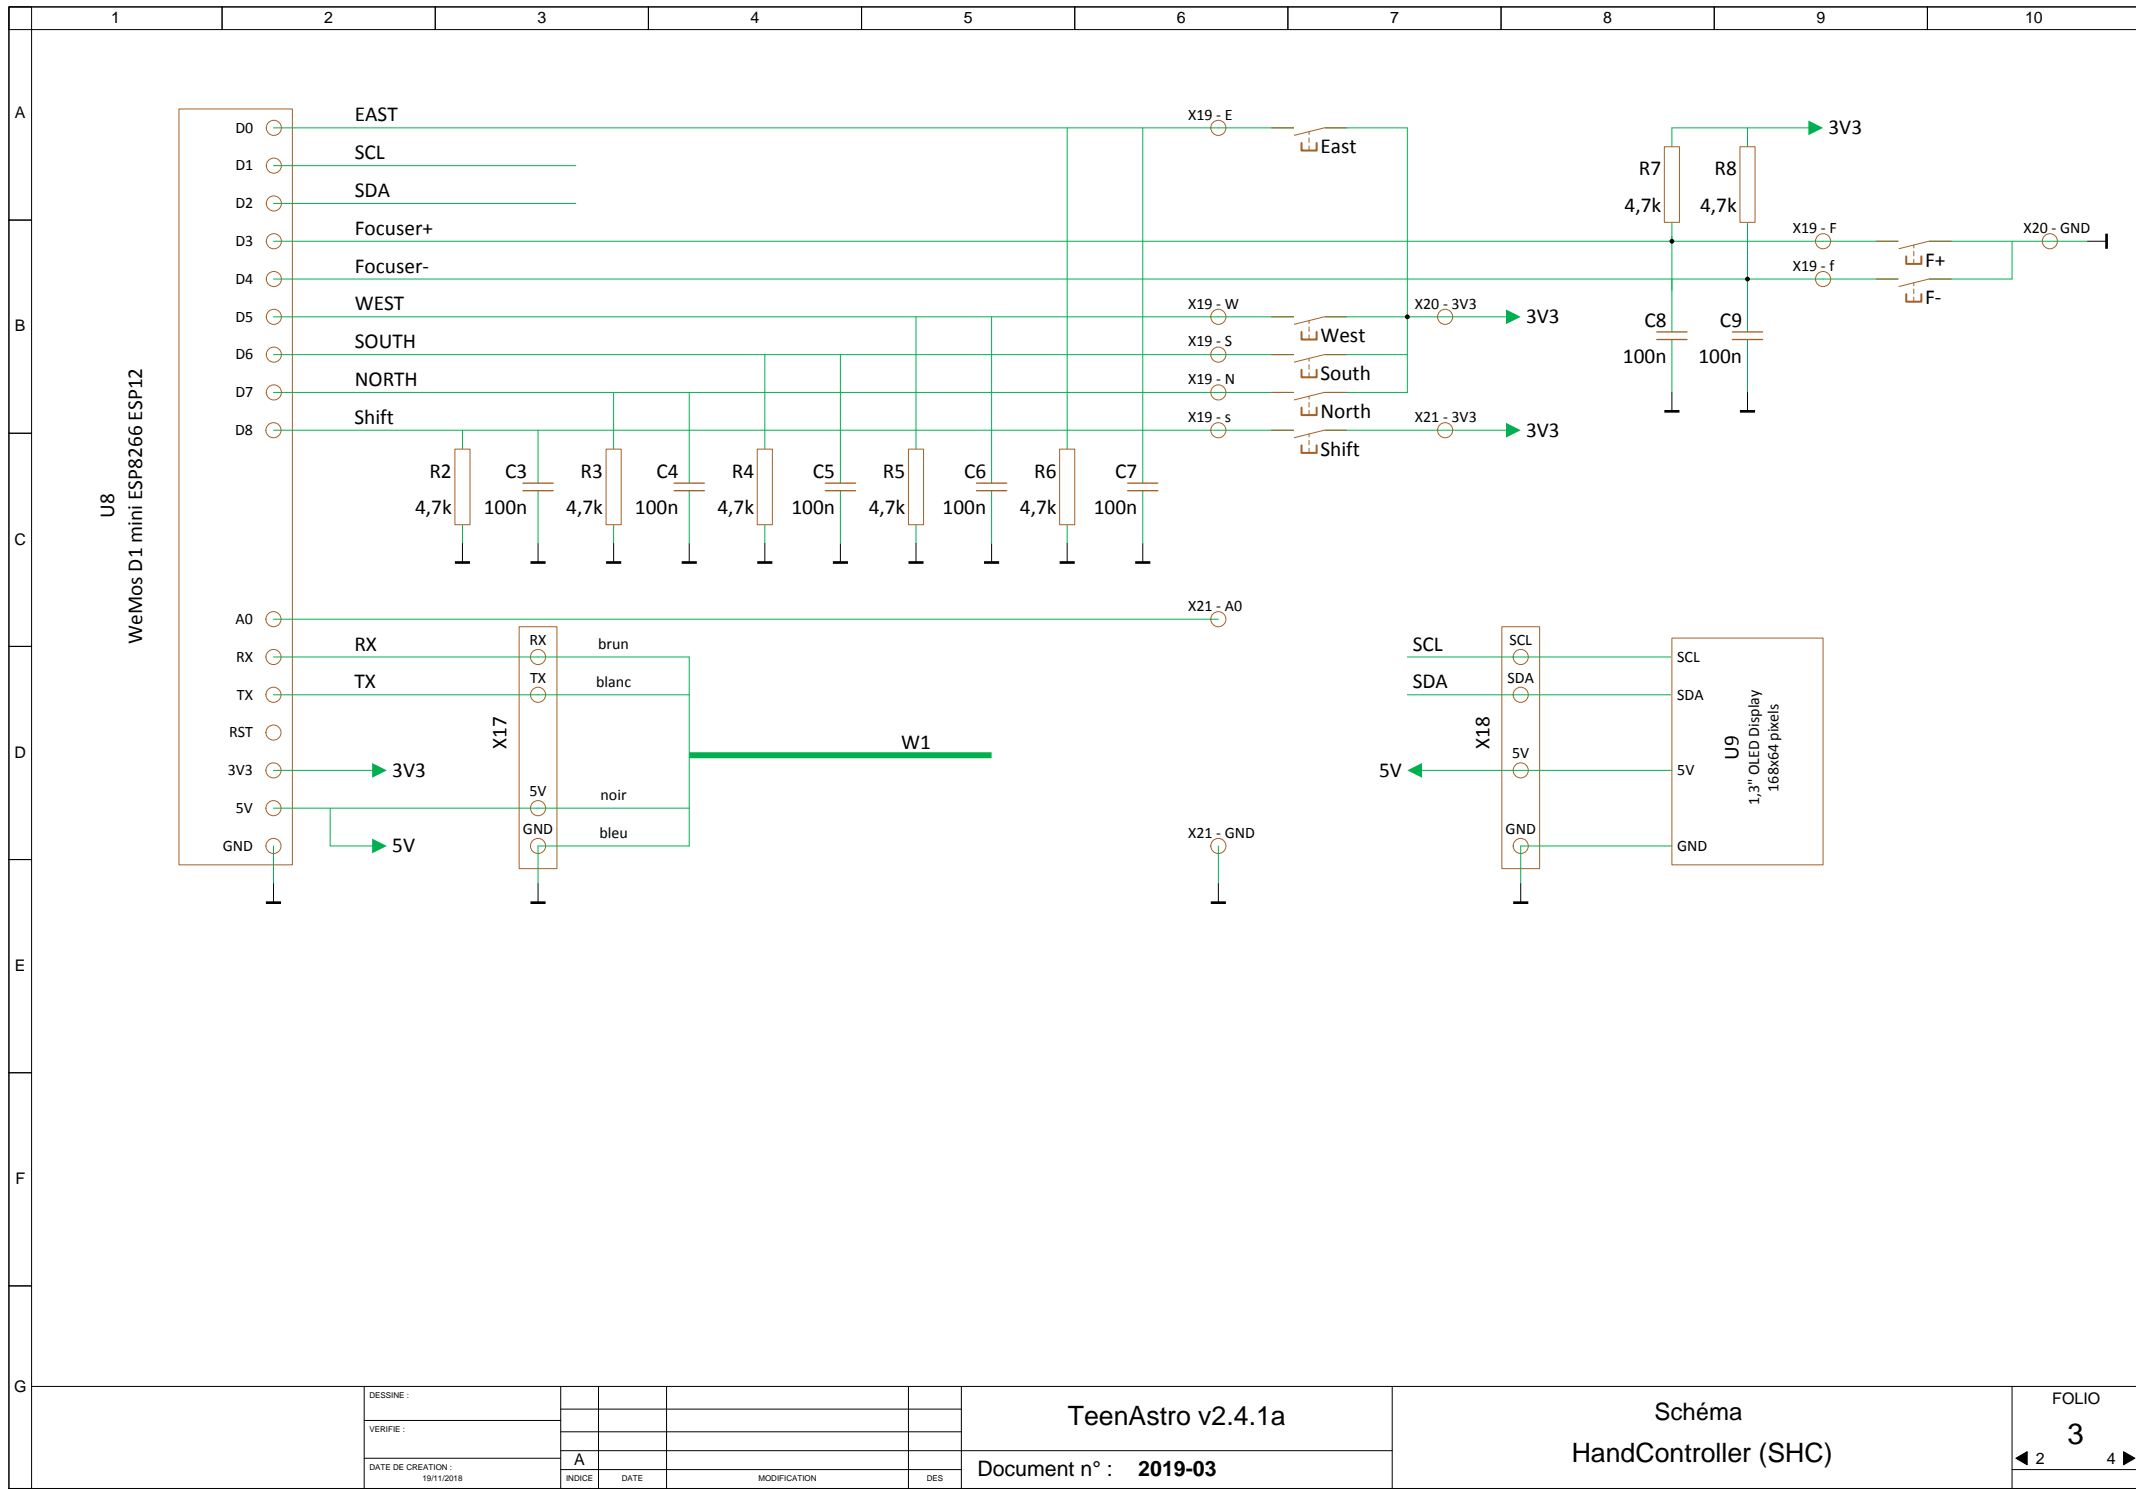 1 2 3 4 5 6 7 8 9 10
A
B
C
D
E
F
G
U8
WeMos D1 mini ESP8266 ESP12
D0 EAST X19 - E East
D1 SCL
D2 SDA
D3 Focuser+ X19 - F F+ X20 - GND
D4 Focuser- X19 - f F-
D5 WEST X19 - W West X20 - 3V3 3V3
D6 SOUTH X19 - S South
D7 NORTH X19 - N North
D8 Shift X19 - s Shift X21 - 3V3 3V3
3V3
R7 R8
4,7k 4,7k
C8 C9
100n 100n
R2 C3 R3 C4 R4 C5 R5 C6 R6 C7
4,7k 100n 4,7k 100n 4,7k 100n 4,7k 100n 4,7k 100n
A0 X21 - A0
RX RX RX brun
TX TX TX blanc
RST
3V3 3V3
5V 5V noir
5V
GND GND bleu
X17
W1
X21 - GND
SCL SCL SCL
SDA SDA SDA
X18
5V 5V 5V
GND GND
U9
1,3" OLED Display
168x64 pixels
DESSINE :
VERIFIE :
DATE DE CREATION :
19/11/2018
A
INDICE DATE MODIFICATION DES
TeenAstro v2.4.1a
Document n° : 2019-03
Schéma
HandController (SHC)
FOLIO
3
2 4